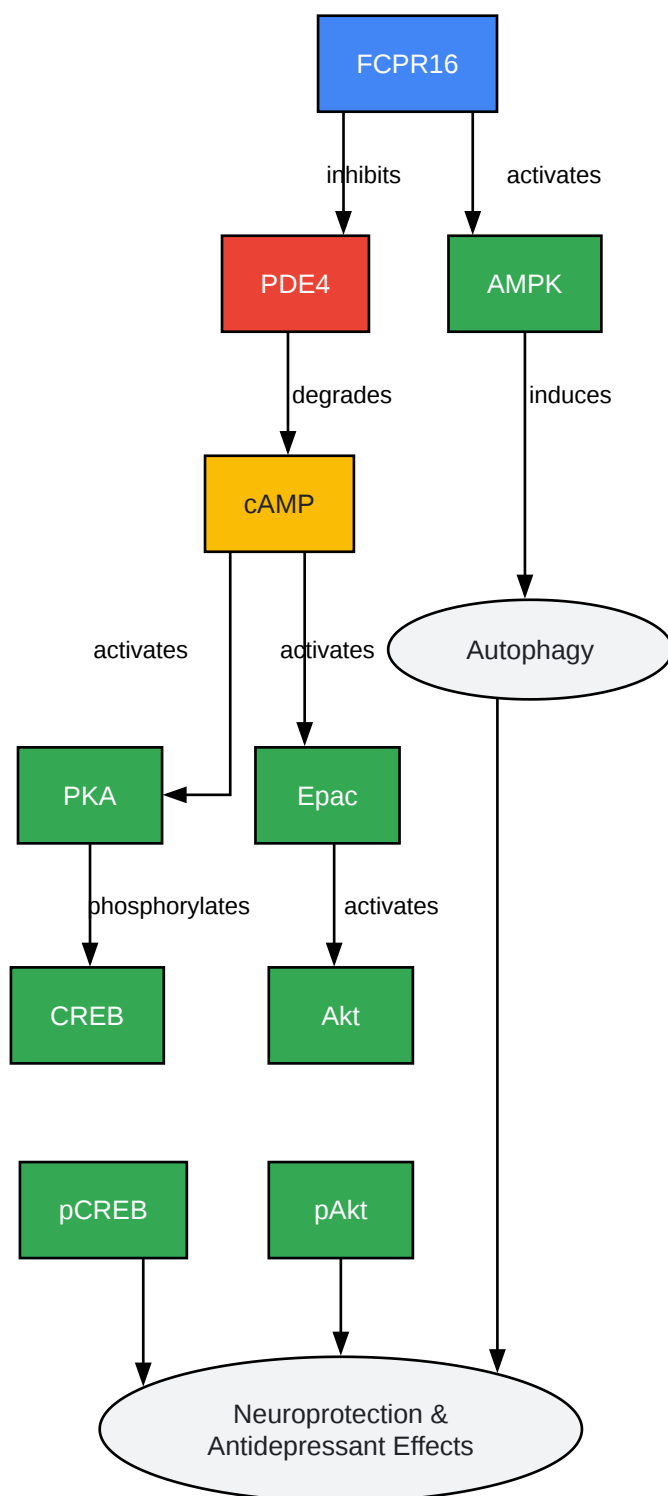 FCPR16
inhibits
activates
PDE4
AMPK
degrades
induces
cAMP
activates
activates
Autophagy
PKA
Epac
phosphorylates
activates
CREB
Akt
pCREB
pAkt
Neuroprotection &
Antidepressant Effects